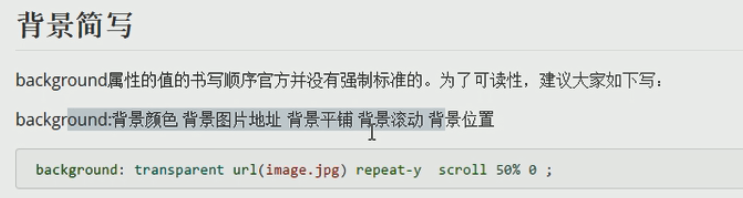 背景简写
background属性的值的书写顺序官方并没有强制标准的。为了可读性，建议大家如下写：
background:背景颜色 背景图片地址 背景平铺 背景滚动 背景位置
background: transparent url(image.jpg) repeat-y  scroll 50% 0 ;